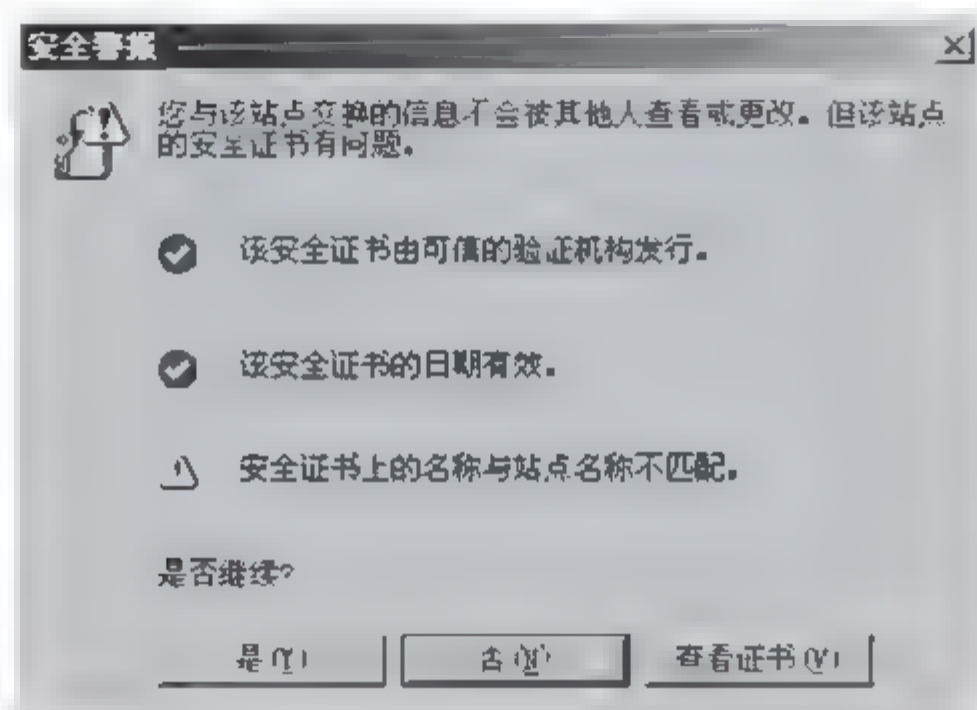 安全警报
您与该站点交换的信息不会被其他人查看或更改。但该站点
的安全证书有问题。
该安全证书由可信的验证机构发行。
该安全证书的日期有效。
安全证书上的名称与站点名称不匹配。
是否继续?
是(Y)
否(N)
查看证书(V)